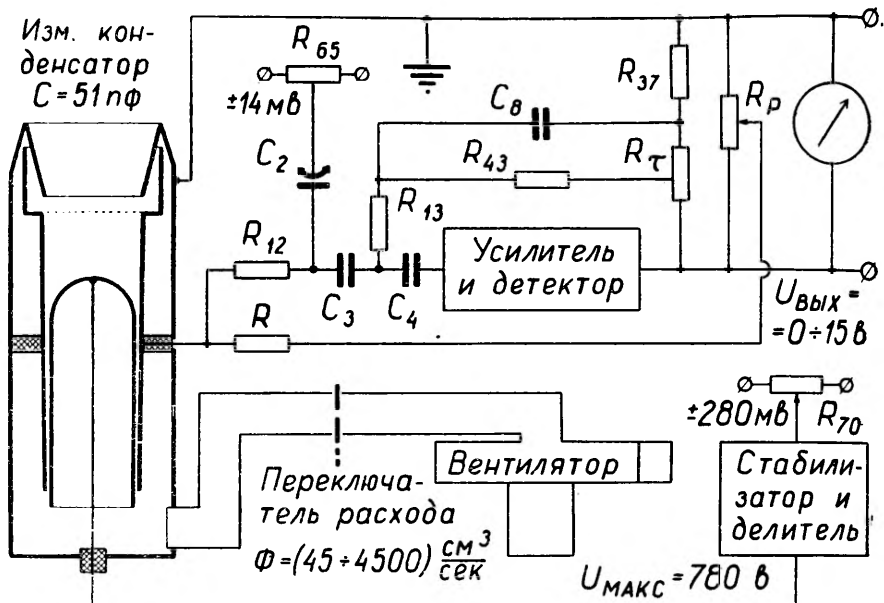 Изм. кон-
денсатор
C = 51 пф
R65
±14 мв
C2
R12
C3
R13
C4
R
C8
R43
R37
Rτ
Rр
Усилитель
и детектор
Uвых =
= 0÷15 в
±280 мв
R70
Вентилятор
Стабили-
затор и
делитель
Переключа-
тель расхода
Ф = (45 ÷ 4500) см³/сек
Uмакс = 780 в